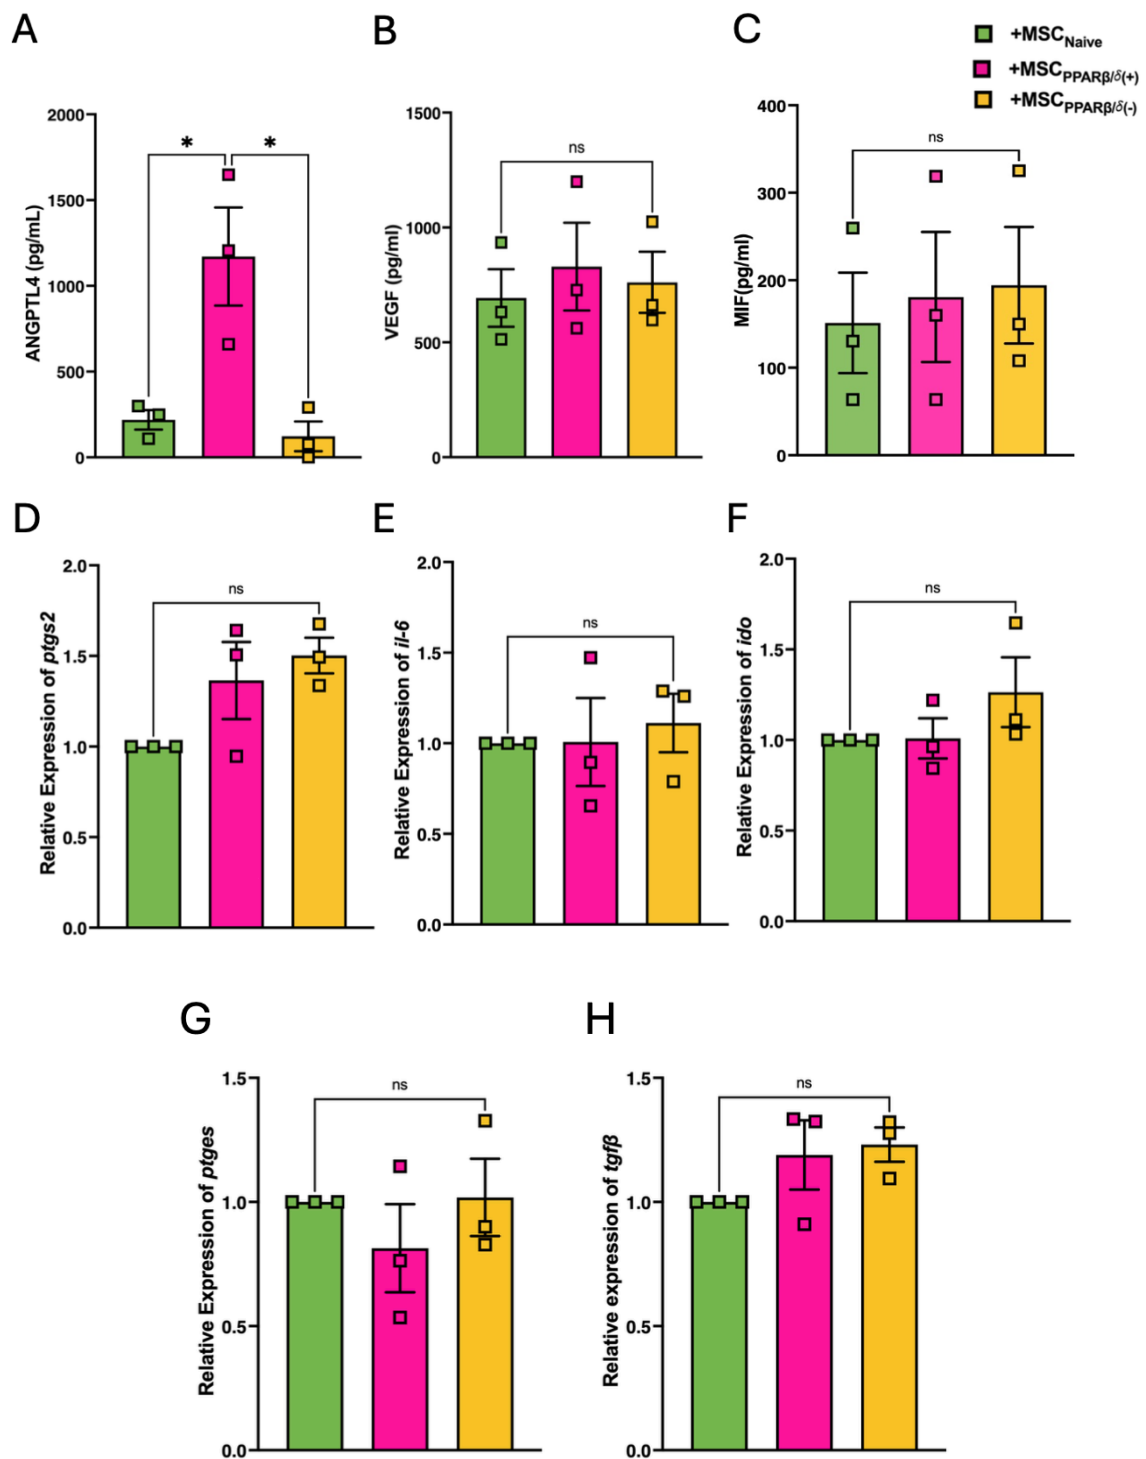 A
B
C
+MSCNaive
+MSCPPARβ/δ(+)
+MSCPPARβ/δ(-)
ANGPTL4 (pg/mL)
2000
1500
1000
500
0
* *
VEGF (pg/ml)
1500
1000
500
0
ns
MIF(pg/ml)
400
300
200
100
0
ns
D
E
F
Relative Expression of ptgs2
2.0
1.5
1.0
0.5
0.0
ns
Relative Expression of il-6
2.0
1.5
1.0
0.5
0.0
ns
Relative Expression of ido
2.0
1.5
1.0
0.5
0.0
ns
G
H
Relative Expression of ptges
1.5
1.0
0.5
0.0
ns
Relative expression of tgfβ
1.5
1.0
0.5
0.0
ns